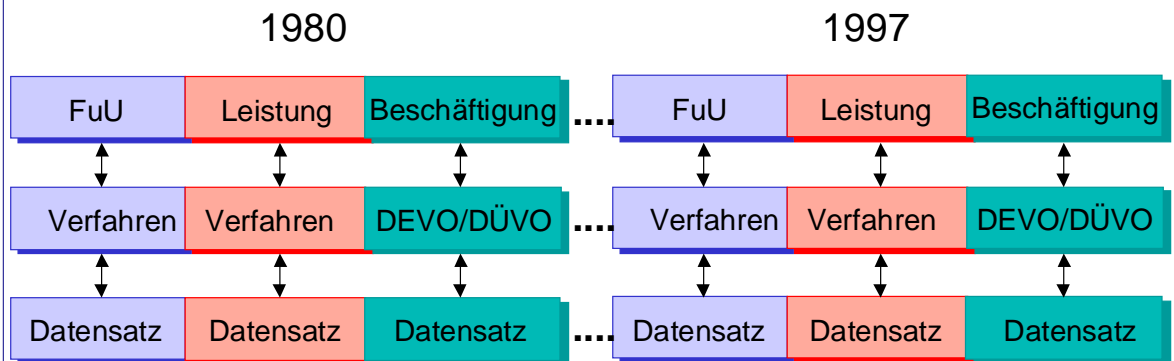 1980 1997
FuU Leistung Beschäftigung .... FuU Leistung Beschäftigung
Verfahren Verfahren DEVO/DÜVO .... Verfahren Verfahren DEVO/DÜVO
Datensatz Datensatz Datensatz .... Datensatz Datensatz Datensatz